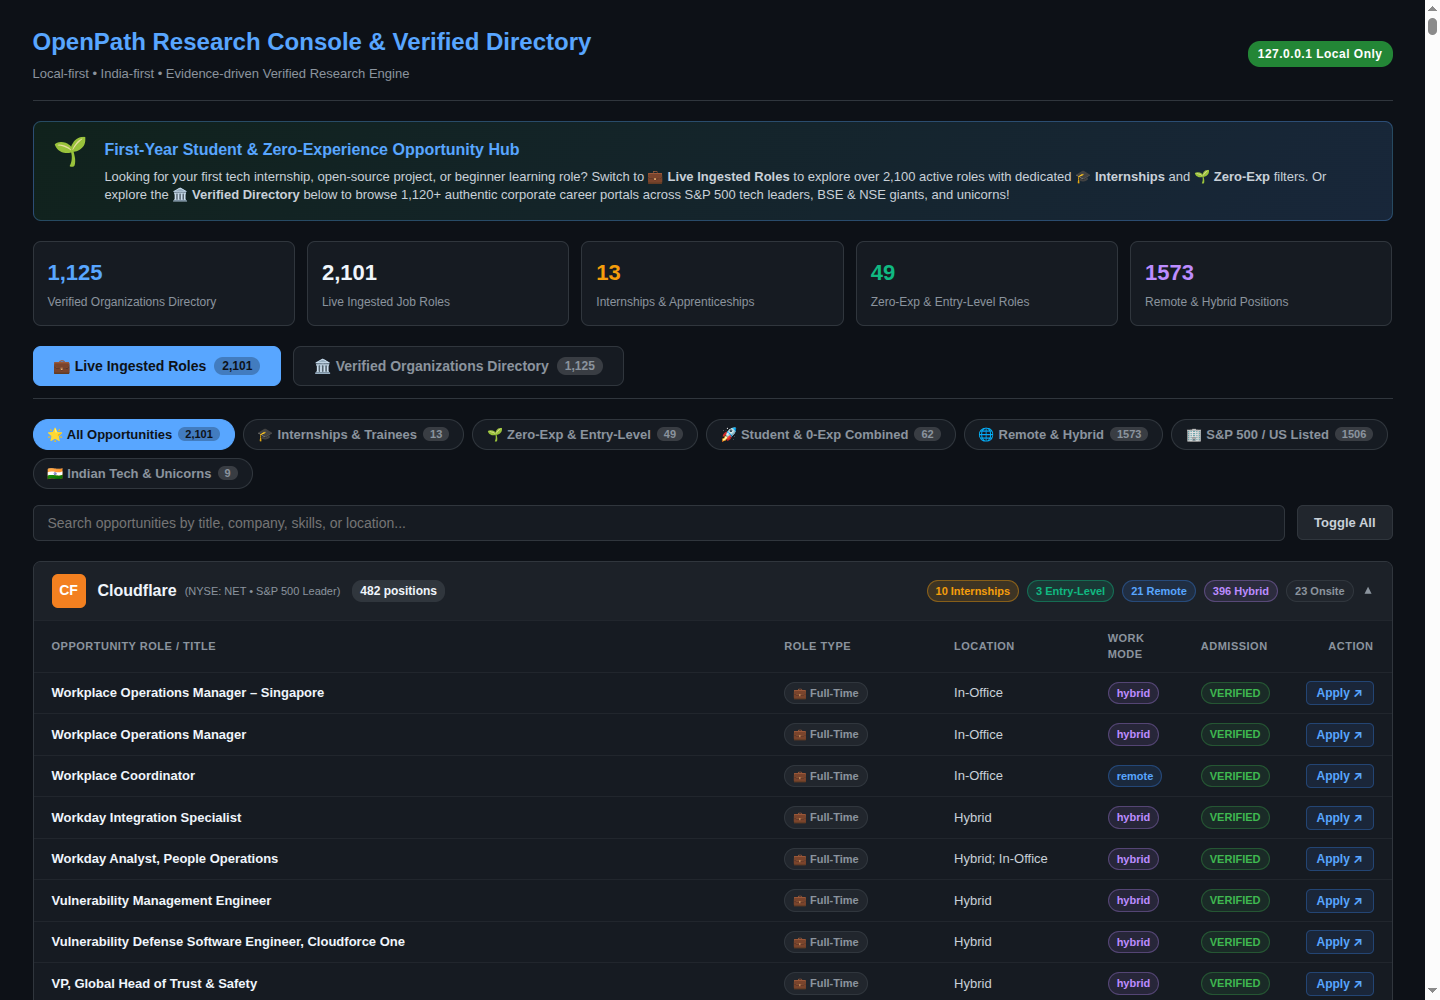 OpenPath Research Console & Verified Directory
Local-first • India-first • Evidence-driven Verified Research Engine
127.0.0.1 Local Only
First-Year Student & Zero-Experience Opportunity Hub
Looking for your first tech internship, open-source project, or beginner learning role? Switch to 💼 Live Ingested Roles to explore over 2,100 active roles with dedicated 🎓 Internships and 🌱 Zero-Exp filters. Or
explore the 🏛️ Verified Directory below to browse 1,120+ authentic corporate career portals across S&P 500 tech leaders, BSE & NSE giants, and unicorns!
1,125
Verified Organizations Directory
2,101
Live Ingested Job Roles
13
Internships & Apprenticeships
49
Zero-Exp & Entry-Level Roles
1573
Remote & Hybrid Positions
💼 Live Ingested Roles 2,101
🏛️ Verified Organizations Directory 1,125
🌟 All Opportunities 2,101
🎓 Internships & Trainees 13
🌱 Zero-Exp & Entry-Level 49
🚀 Student & 0-Exp Combined 62
🌐 Remote & Hybrid 1573
🏢 S&P 500 / US Listed 1506
🇮🇳 Indian Tech & Unicorns 9
Search opportunities by title, company, skills, or location...
Toggle All
CF Cloudflare (NYSE: NET • S&P 500 Leader) 482 positions
10 Internships 3 Entry-Level 21 Remote 396 Hybrid 23 Onsite ▲
OPPORTUNITY ROLE / TITLE ROLE TYPE LOCATION WORK MODE ADMISSION ACTION
Workplace Operations Manager – Singapore 💼 Full-Time In-Office hybrid VERIFIED Apply ↗
Workplace Operations Manager 💼 Full-Time In-Office hybrid VERIFIED Apply ↗
Workplace Coordinator 💼 Full-Time In-Office remote VERIFIED Apply ↗
Workday Integration Specialist 💼 Full-Time Hybrid hybrid VERIFIED Apply ↗
Workday Analyst, People Operations 💼 Full-Time Hybrid; In-Office hybrid VERIFIED Apply ↗
Vulnerability Management Engineer 💼 Full-Time Hybrid hybrid VERIFIED Apply ↗
Vulnerability Defense Software Engineer, Cloudforce One 💼 Full-Time Hybrid hybrid VERIFIED Apply ↗
VP, Global Head of Trust & Safety 💼 Full-Time Hybrid hybrid VERIFIED Apply ↗